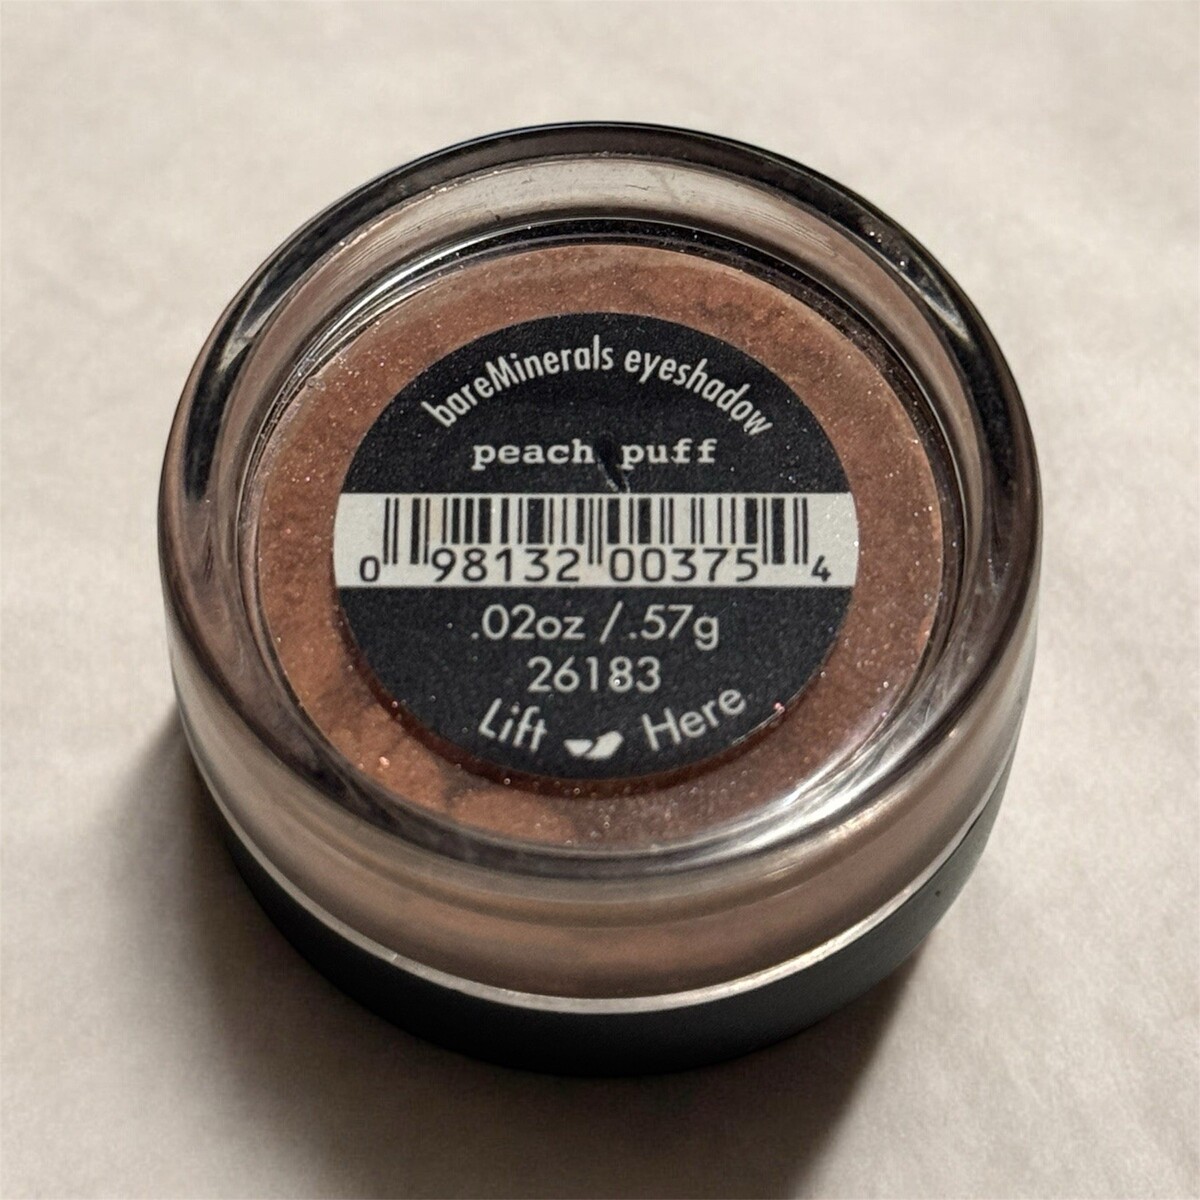 bareMinerals eyeshadow
peach puff
0 98132 00375 4
.02oz / .57g
26183
Lift Here